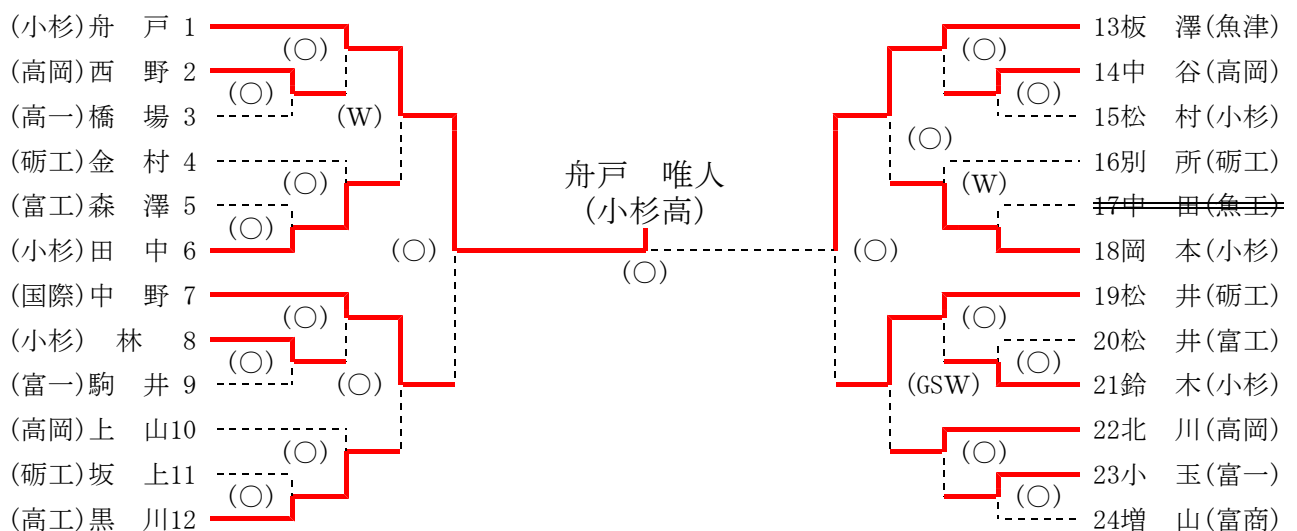 (小杉)舟　戸 1
(〇)
(高岡)西　野 2
(〇)
(高一)橋　場 3
(W)
(砺工)金　村 4
(〇)
(富工)森　澤 5
(〇)
(小杉)田　中 6
(〇)
(国際)中　野 7
(〇)
(小杉)　林　 8
(〇)
(富一)駒　井 9
(〇)
(高岡)上　山10
(〇)
(砺工)坂　上11
(〇)
(高工)黒　川12
舟戸　唯人
(小杉高)
(〇)
13板　澤(魚津)
(〇)
14中　谷(高岡)
(〇)
15松　村(小杉)
(〇)
16別　所(砺工)
(W)
17中　田(魚工)
18岡　本(小杉)
(〇)
19松　井(砺工)
(〇)
20松　井(富工)
(〇)
21鈴　木(小杉)
(GSW)
22北　川(高岡)
(〇)
23小　玉(富一)
(〇)
24増　山(富商)